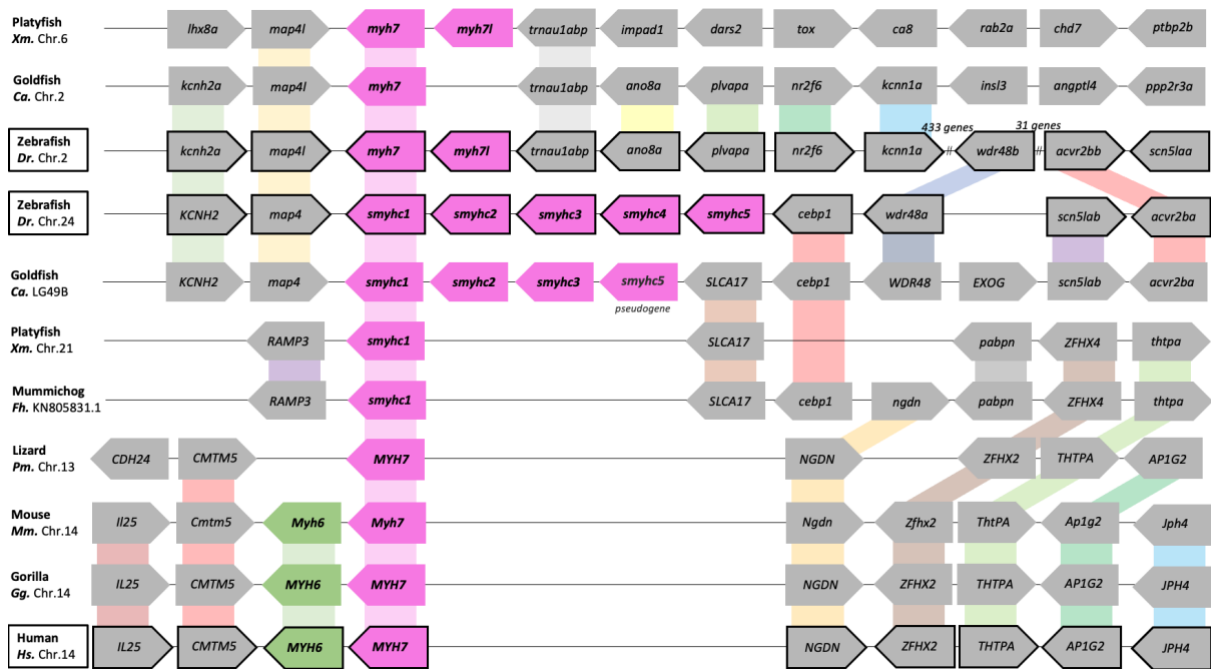 Platyfish
Xm. Chr.6
lhx8a map4l myh7 myh7l trnau1abp impad1 dars2 tox ca8 rab2a chd7 ptbp2b
Goldfish
Ca. Chr.2
kcnh2a map4l myh7 trnau1abp ano8a plvapa nr2f6 kcnn1a insl3 angptl4 ppp2r3a
433 genes 31 genes
Zebrafish
Dr. Chr.2
kcnh2a map4l myh7 myh7l trnau1abp ano8a plvapa nr2f6 kcnn1a // wdr48b // acvr2bb scn5laa
Zebrafish
Dr. Chr.24
KCNH2 map4 smyhc1 smyhc2 smyhc3 smyhc4 smyhc5 cebp1 wdr48a scn5lab acvr2ba
Goldfish
Ca. LG49B
KCNH2 map4 smyhc1 smyhc2 smyhc3 smyhc5 SLCA17 cebp1 WDR48 EXOG scn5lab acvr2ba
pseudogene
Platyfish
Xm. Chr.21
RAMP3 smyhc1 SLCA17 pabpn ZFHX4 thtpa
Mummichog
Fh. KN805831.1
RAMP3 smyhc1 SLCA17 cebp1 ngdn pabpn ZFHX4 thtpa
Lizard
Pm. Chr.13
CDH24 CMTM5 MYH7 NGDN ZFHX2 THTPA AP1G2
Mouse
Mm. Chr.14
Il25 Cmtm5 Myh6 Myh7 Ngdn Zfhx2 ThtPA Ap1g2 Jph4
Gorilla
Gg. Chr.14
IL25 CMTM5 MYH6 MYH7 NGDN ZFHX2 THTPA AP1G2 JPH4
Human
Hs. Chr.14
IL25 CMTM5 MYH6 MYH7 NGDN ZFHX2 THTPA AP1G2 JPH4